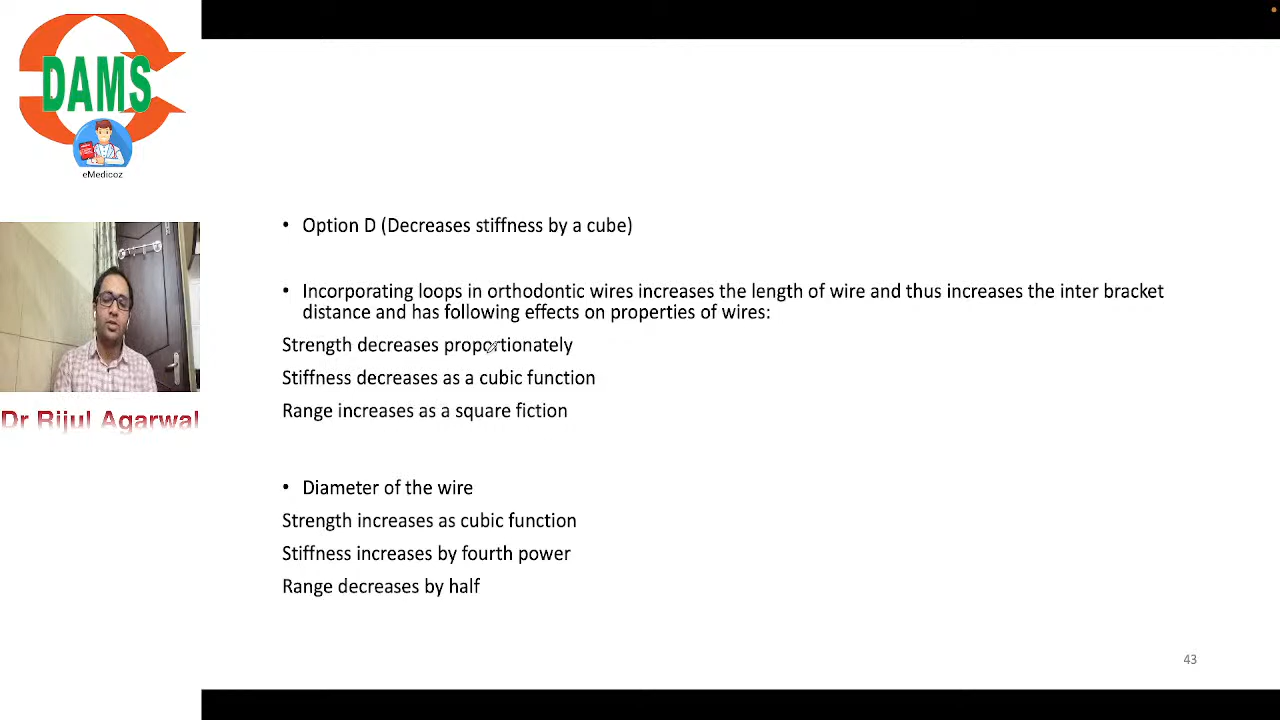 DAMS
eMedicoz
• Option D (Decreases stiffness by a cube)
• Incorporating loops in orthodontic wires increases the length of wire and thus increases the inter bracket
distance and has following effects on properties of wires:
Strength decreases proportionately
Stiffness decreases as a cubic function
Range increases as a square fiction
Dr Rijul Agarwal
• Diameter of the wire
Strength increases as cubic function
Stiffness increases by fourth power
Range decreases by half
43